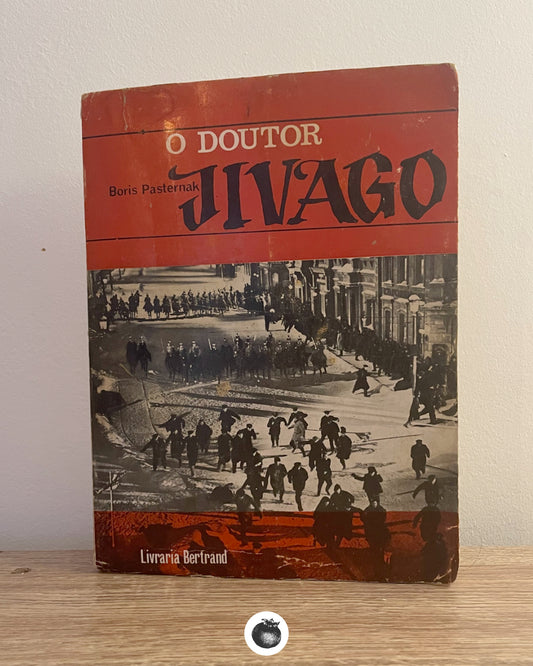 O DOUTOR
Boris Pasternak
JIVAGO
Livraria Bertrand